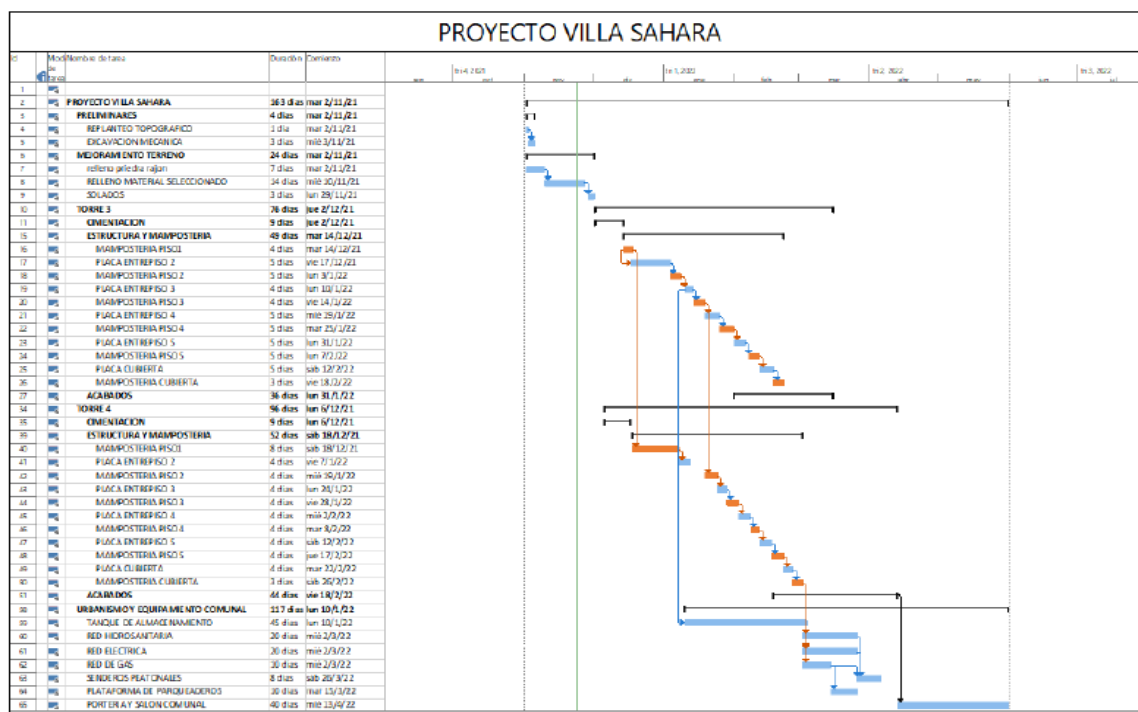 PROYECTO VILLA SAHARA
Id Modo de tarea Nombre de tarea Duración Comienzo
tri 4, 2021 tri 1, 2022 tri 2, 2022 tri 3, 2022
1
2 PROYECTO VILLA SAHARA 163 días mar 2/11/21
3 PRELIMINARES 4 días mar 2/11/21
4 REPLANTEO TOPOGRAFICO 1 día mar 2/11/21
5 EXCAVACION MECANICA 3 días mié 3/11/21
6 MEJORAMIENTO TERRENO 24 días mar 2/11/21
7 relleno priedra rajon 7 días mar 2/11/21
8 RELLENO MATERIAL SELECCIONADO 14 días mié 10/11/21
9 SOLADOS 3 días lun 29/11/21
10 TORRE 3 76 días jue 2/12/21
11 CIMENTACION 9 días jue 2/12/21
15 ESTRUCTURA Y MAMPOSTERIA 49 días mar 14/12/21
16 MAMPOSTERIA PISO1 4 días mar 14/12/21
17 PLACA ENTREPISO 2 5 días vie 17/12/21
18 MAMPOSTERIA PISO 2 5 días lun 3/1/22
19 PLACA ENTREPISO 3 4 días lun 10/1/22
20 MAMPOSTERIA PISO 3 4 días vie 14/1/22
21 PLACA ENTREPISO 4 5 días mié 19/1/22
22 MAMPOSTERIA PISO 4 5 días mar 25/1/22
23 PLACA ENTREPISO 5 5 días lun 31/1/22
24 MAMPOSTERIA PISO 5 5 días lun 7/2/22
25 PLACA CUBIERTA 5 días sáb 12/2/22
26 MAMPOSTERIA CUBIERTA 3 días vie 18/2/22
27 ACABADOS 36 días lun 31/1/22
34 TORRE 4 96 días lun 6/12/21
35 CIMENTACION 9 días lun 6/12/21
39 ESTRUCTURA Y MAMPOSTERIA 52 días sáb 18/12/21
40 MAMPOSTERIA PISO1 8 días sáb 18/12/21
41 PLACA ENTREPISO 2 4 días vie 7/1/22
42 MAMPOSTERIA PISO 2 4 días mié 19/1/22
43 PLACA ENTREPISO 3 4 días lun 24/1/22
44 MAMPOSTERIA PISO 3 4 días vie 28/1/22
45 PLACA ENTREPISO 4 4 días mié 2/2/22
46 MAMPOSTERIA PISO 4 4 días mar 8/2/22
47 PLACA ENTREPISO 5 4 días sáb 12/2/22
48 MAMPOSTERIA PISO 5 4 días jue 17/2/22
49 PLACA CUBIERTA 4 días mar 22/2/22
50 MAMPOSTERIA CUBIERTA 3 días sáb 26/2/22
51 ACABADOS 44 días vie 18/2/22
58 URBANISMO Y EQUIPAMIENTO COMUNAL 117 días lun 10/1/22
59 TANQUE DE ALMACENAMIENTO 45 días lun 10/1/22
60 RED HIDROSANITARIA 20 días mié 2/3/22
61 RED ELECTRICA 20 días mié 2/3/22
62 RED DE GAS 10 días mié 2/3/22
63 SENDEROS PEATONALES 8 días sáb 26/3/22
64 PLATAFORMA DE PARQUEADEROS 10 días mar 15/3/22
65 PORTERIA Y SALON COMUNAL 40 días mié 13/4/22